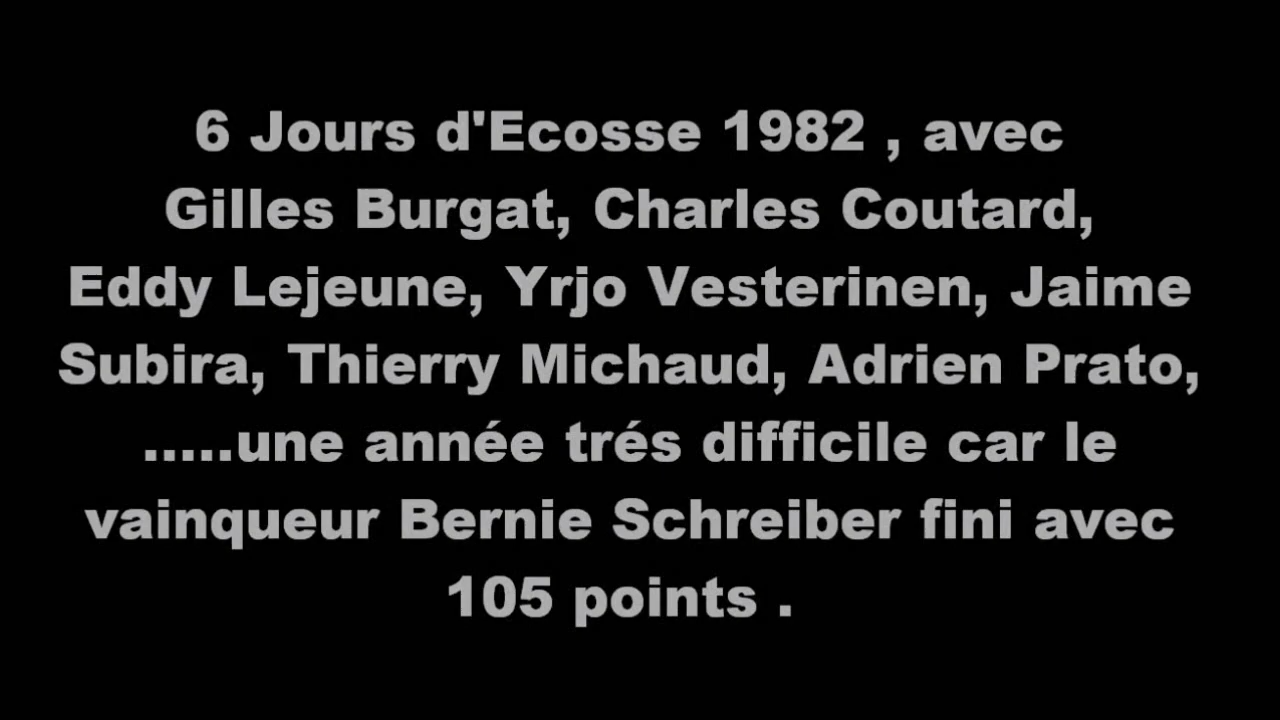 6 Jours d'Ecosse 1982 , avec
Gilles Burgat, Charles Coutard,
Eddy Lejeune, Yrjo Vesterinen, Jaime
Subira, Thierry Michaud, Adrien Prato,
.....une année trés difficile car le
vainqueur Bernie Schreiber fini avec
105 points .